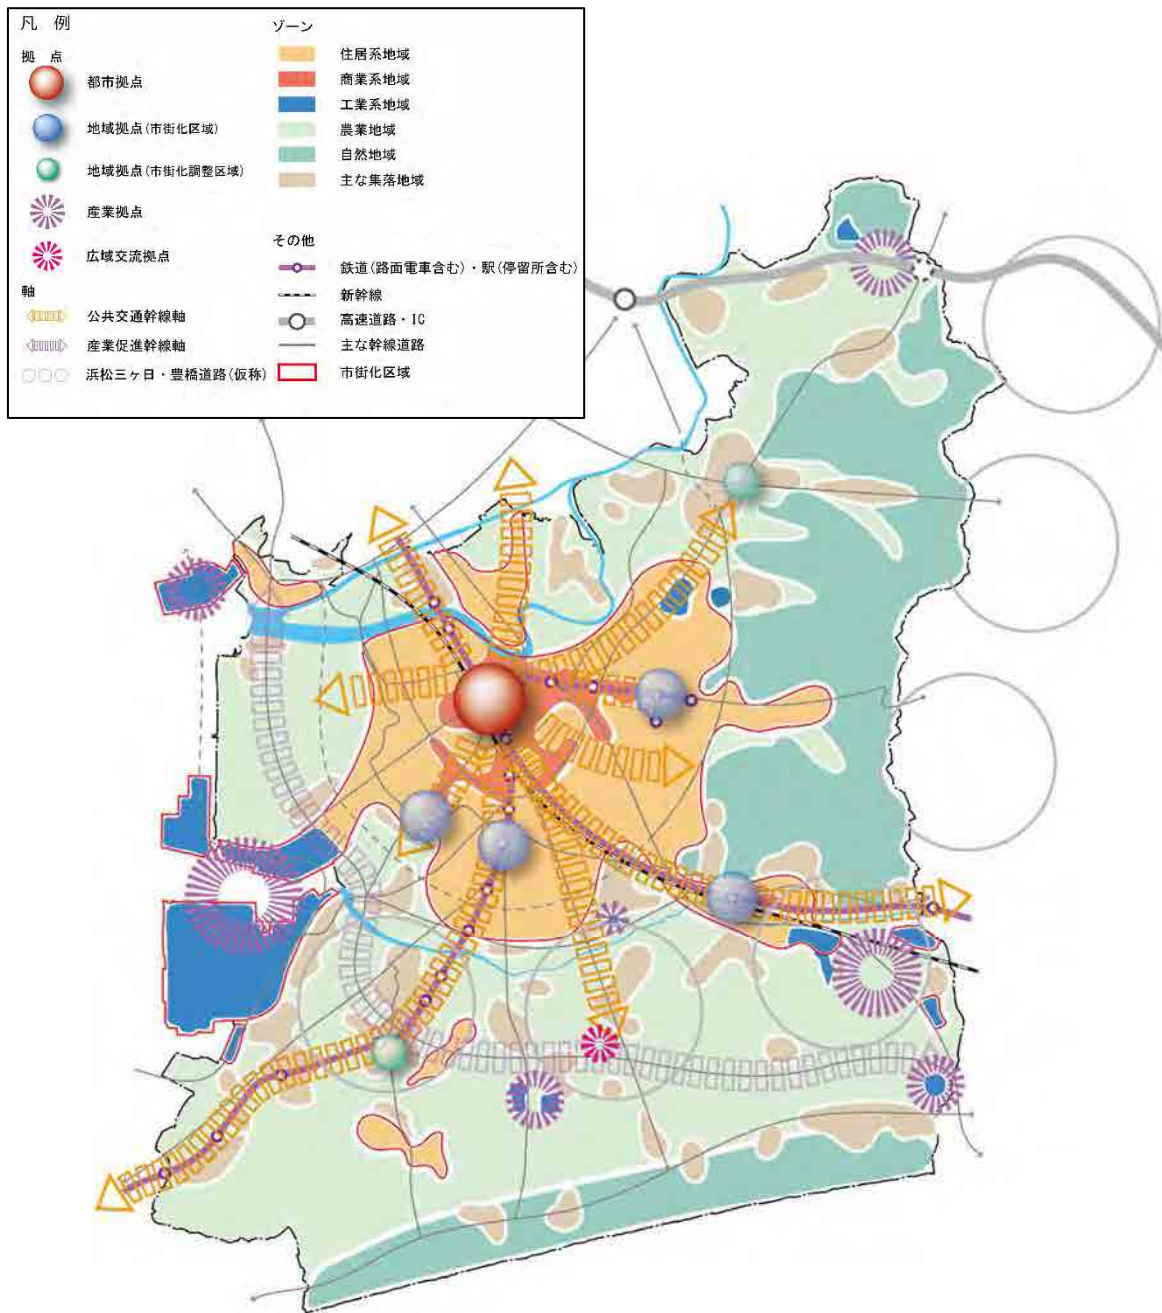 凡 例
拠 点
都市拠点
地域拠点(市街化区域)
地域拠点(市街化調整区域)
産業拠点
広域交流拠点
軸
公共交通幹線軸
産業促進幹線軸
浜松三ヶ日・豊橋道路(仮称)
ゾーン
住居系地域
商業系地域
工業系地域
農業地域
自然地域
主な集落地域
その他
鉄道(路面電車含む)・駅(停留所含む)
新幹線
高速道路・IC
主な幹線道路
市街化区域